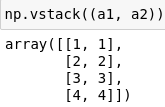 np.vstack((a1, a2))
array([[1, 1],
       [2, 2],
       [3, 3],
       [4, 4]])